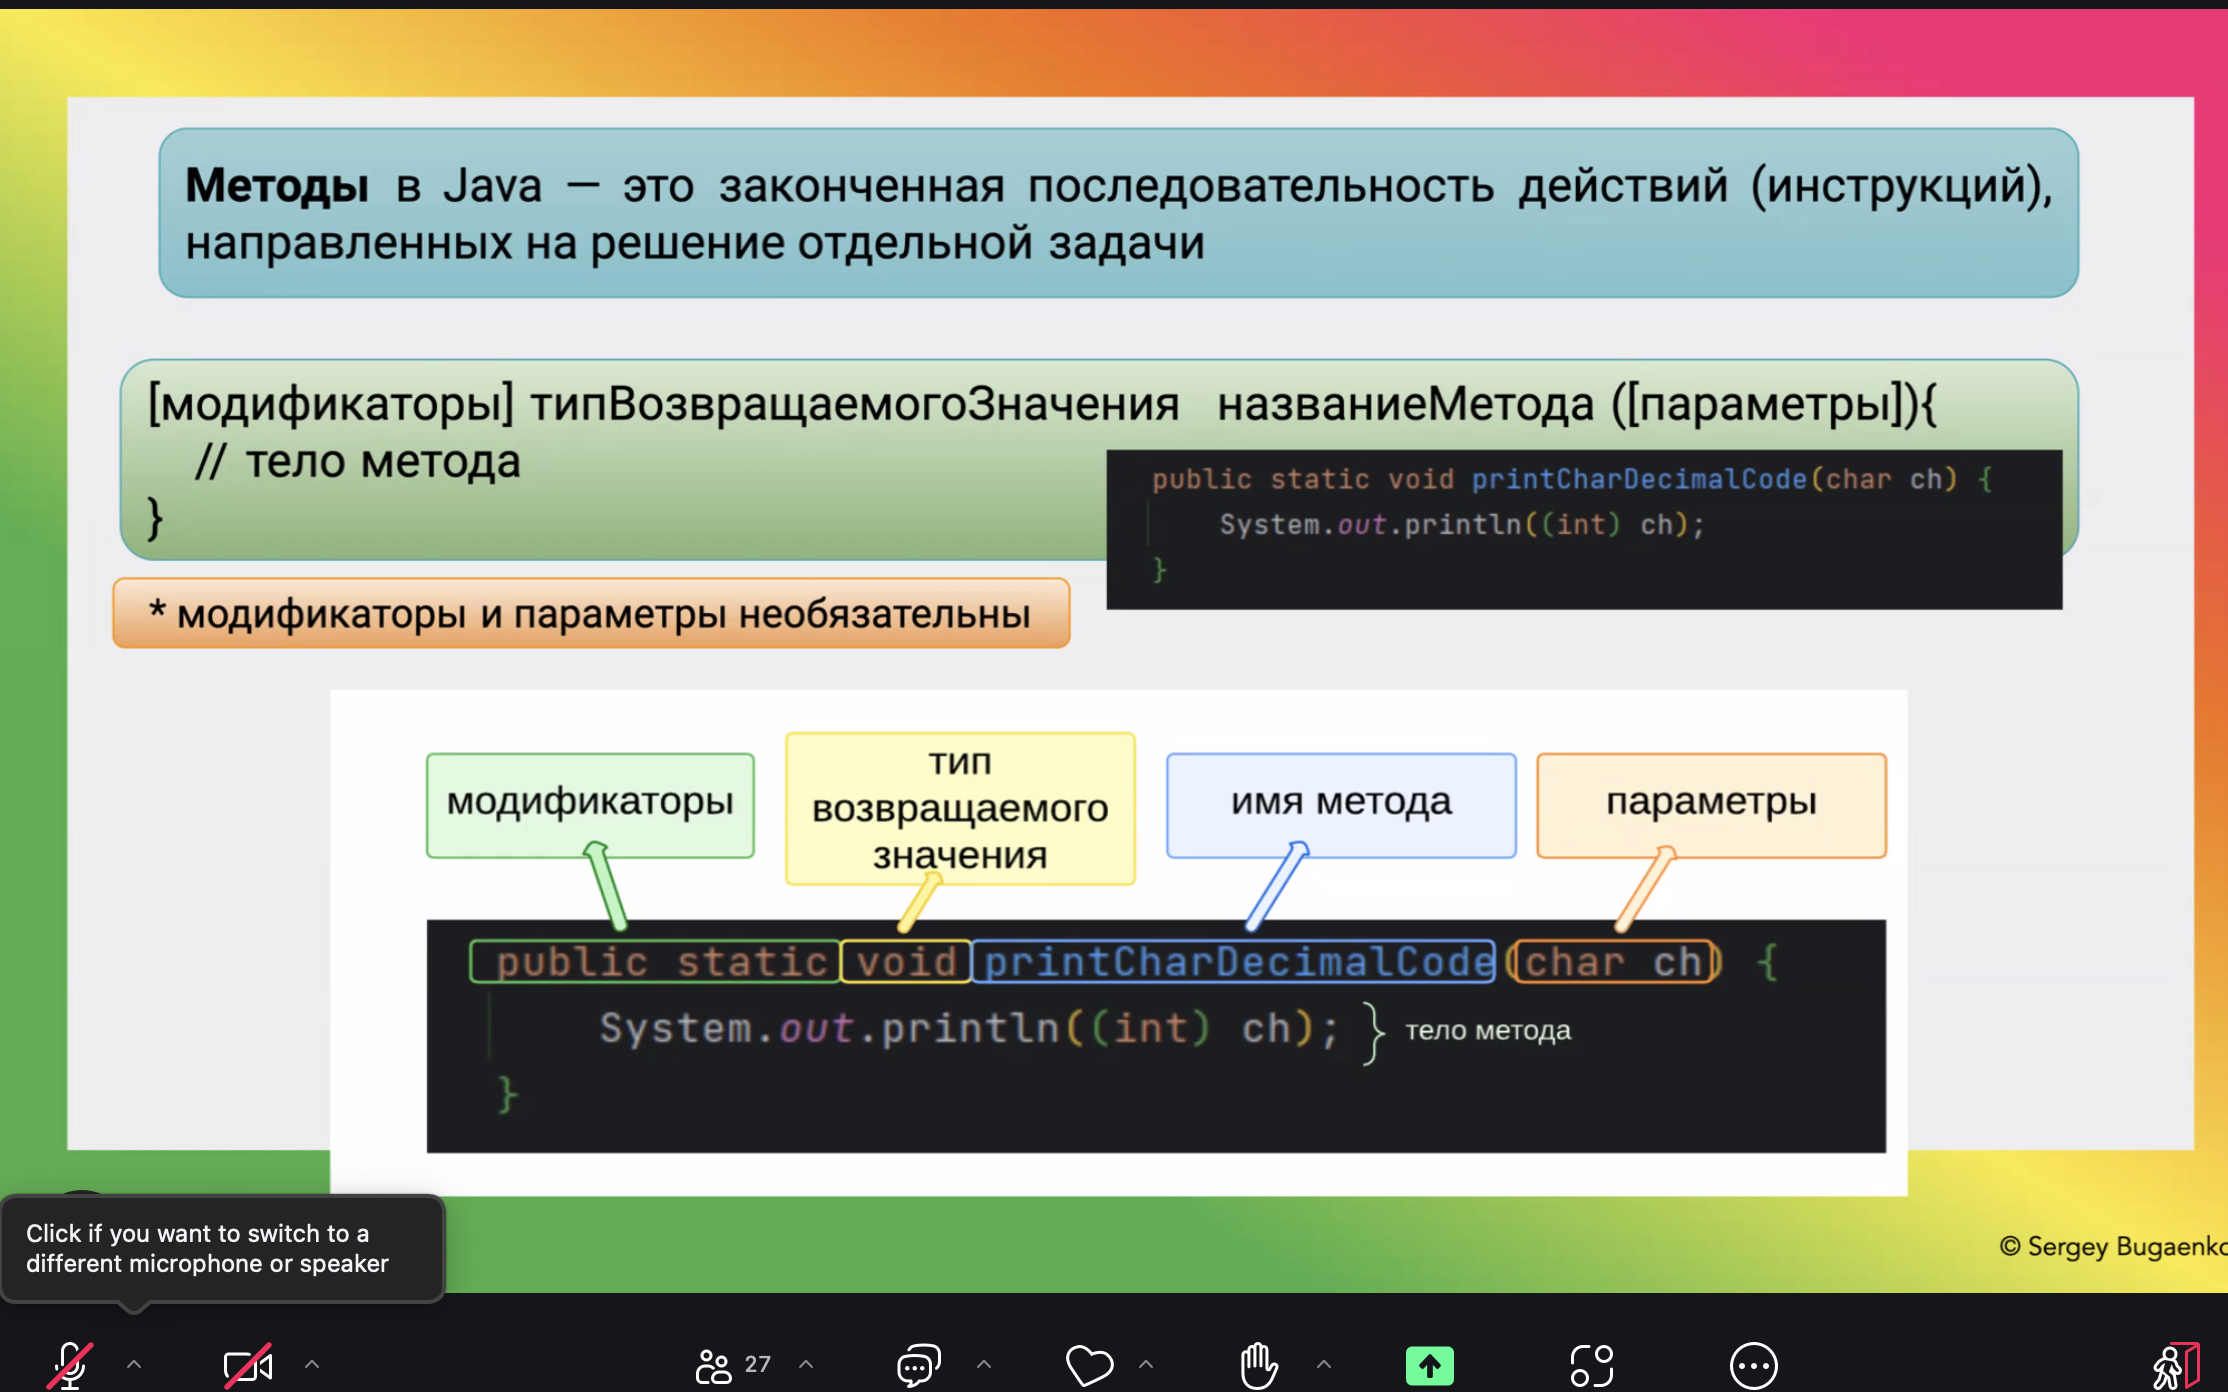 Методы в Java — это законченная последовательность действий (инструкций),
направленных на решение отдельной задачи
[модификаторы] типВозвращаемогоЗначения названиеМетода ([параметры]){
// тело метода
}
public static void printCharDecimalCode(char ch) {
System.out.println((int) ch);
}
* модификаторы и параметры необязательны
модификаторы
тип
возвращаемого
значения
имя метода
параметры
public static void printCharDecimalCode(char ch) {
System.out.println((int) ch); } тело метода
}
Click if you want to switch to a
different microphone or speaker
© Sergey Bugaenko
27